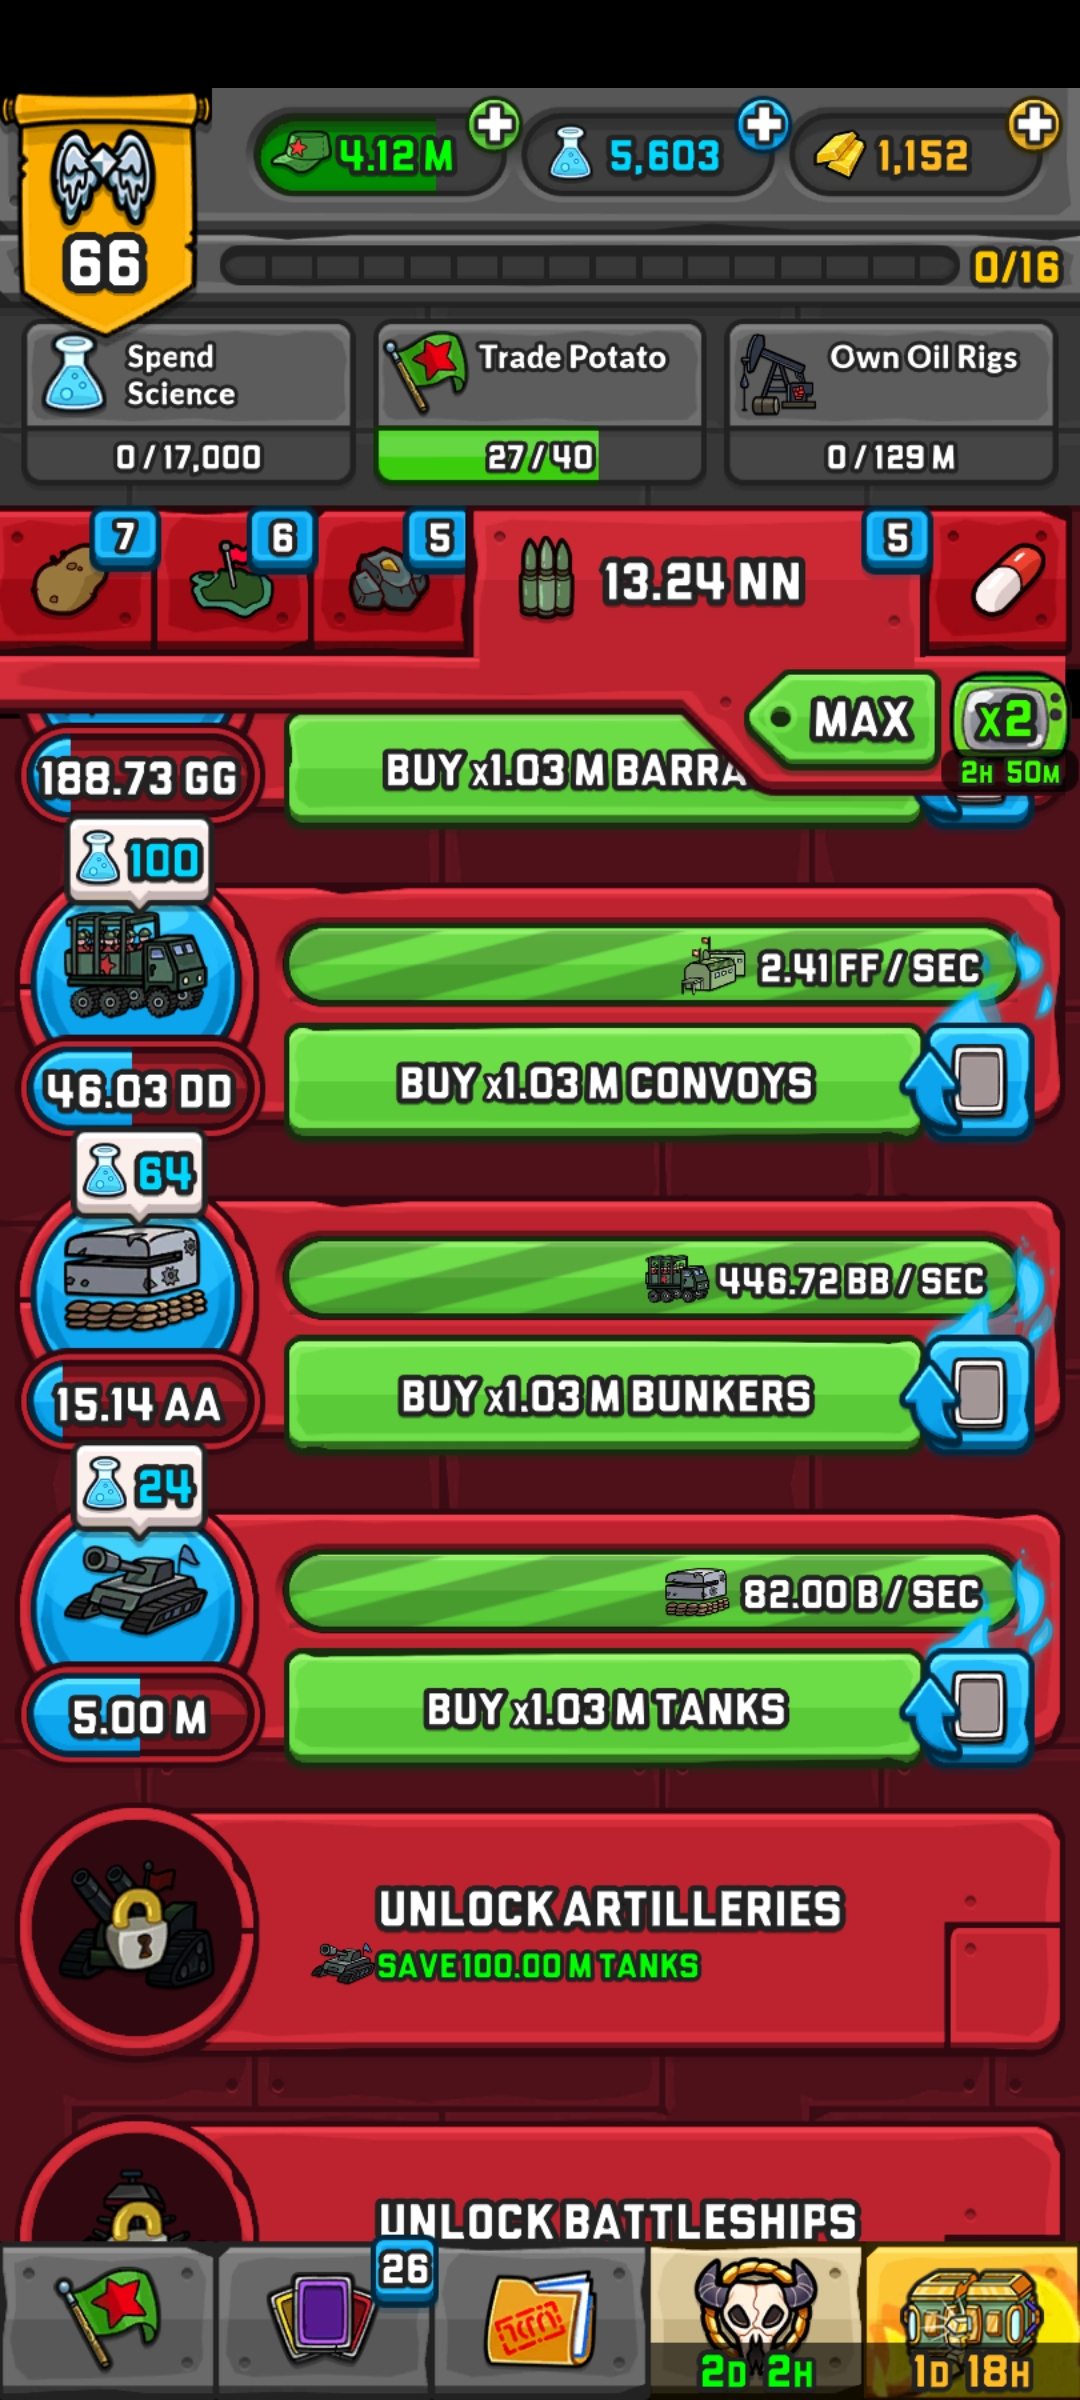 4.12 M
5,603
1,152
66
0/16
Spend
Science
0 / 17,000
Trade Potato
27 / 40
Own Oil Rigs
0 / 129 M
7
6
5
13.24 NN
5
MAX
x2
2H 50M
188.73 GG
BUY x1.03 M BARRA
100
2.41 FF / SEC
46.03 DD
BUY x1.03 M CONVOYS
64
446.72 BB / SEC
15.14 AA
BUY x1.03 M BUNKERS
24
82.00 B / SEC
5.00 M
BUY x1.03 M TANKS
UNLOCK ARTILLERIES
SAVE 100.00 M TANKS
UNLOCK BATTLESHIPS
26
2D 2H
1D 18H